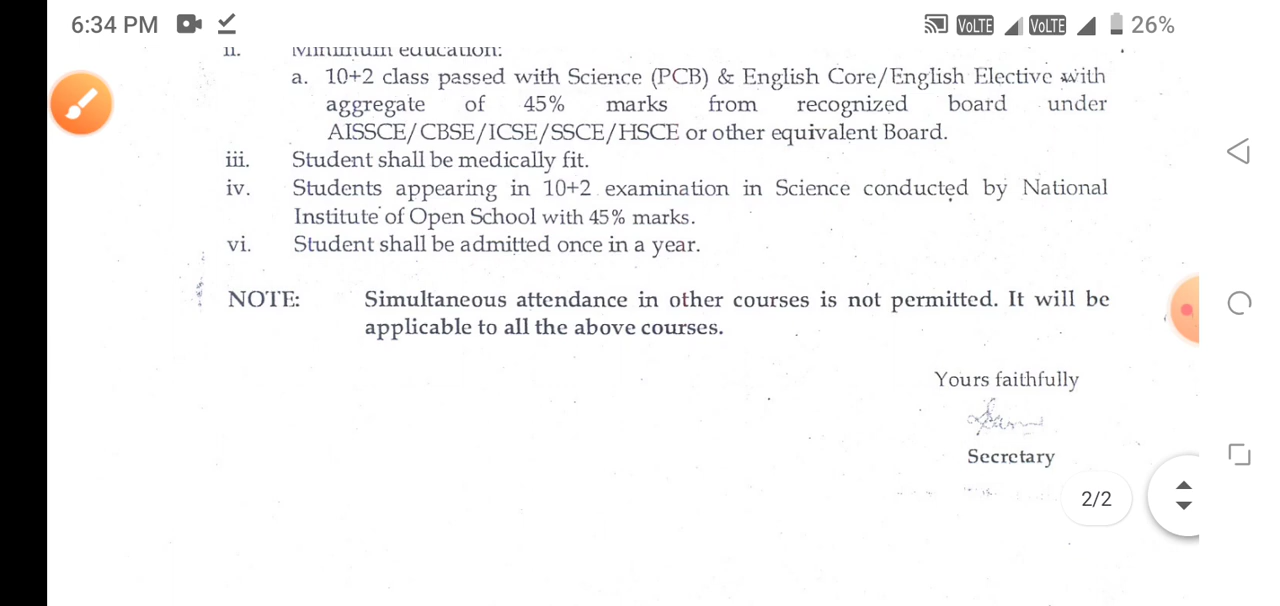 6:34 PM VoLTE VoLTE 26%
ii. Minimum education:
a. 10+2 class passed with Science (PCB) & English Core/English Elective with
aggregate of 45% marks from recognized board under
AISSCE/CBSE/ICSE/SSCE/HSCE or other equivalent Board.
iii. Student shall be medically fit.
iv. Students appearing in 10+2 examination in Science conducted by National
Institute of Open School with 45% marks.
vi. Student shall be admitted once in a year.
NOTE: Simultaneous attendance in other courses is not permitted. It will be
applicable to all the above courses.
Yours faithfully
Secretary
2/2